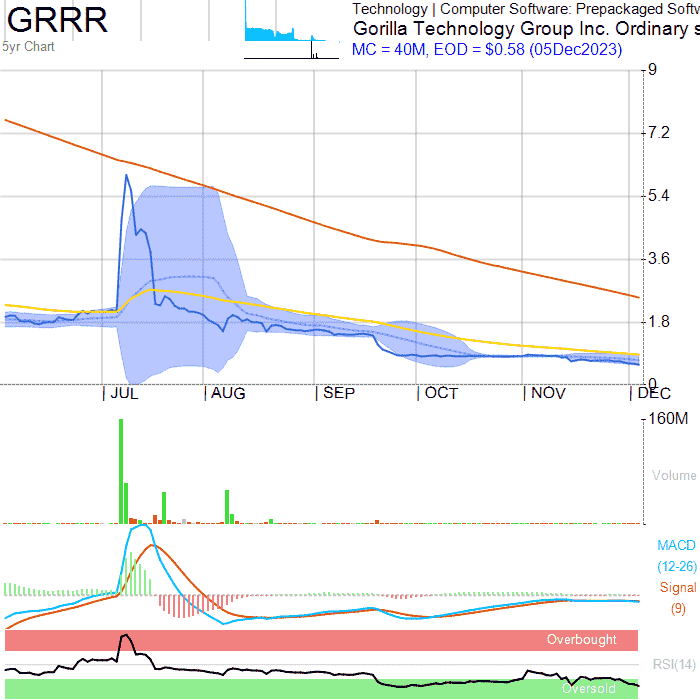 GRRR
5yr Chart
Technology | Computer Software: Prepackaged Softw
Gorilla Technology Group Inc. Ordinary s
MC = 40M, EOD = $0.58 (05Dec2023)
9
7.2
5.4
3.6
1.8
0
JUL AUG SEP OCT NOV DEC
160M
Volume
MACD
(12-26)
Signal
(9)
Overbought
RSI(14)
Oversold